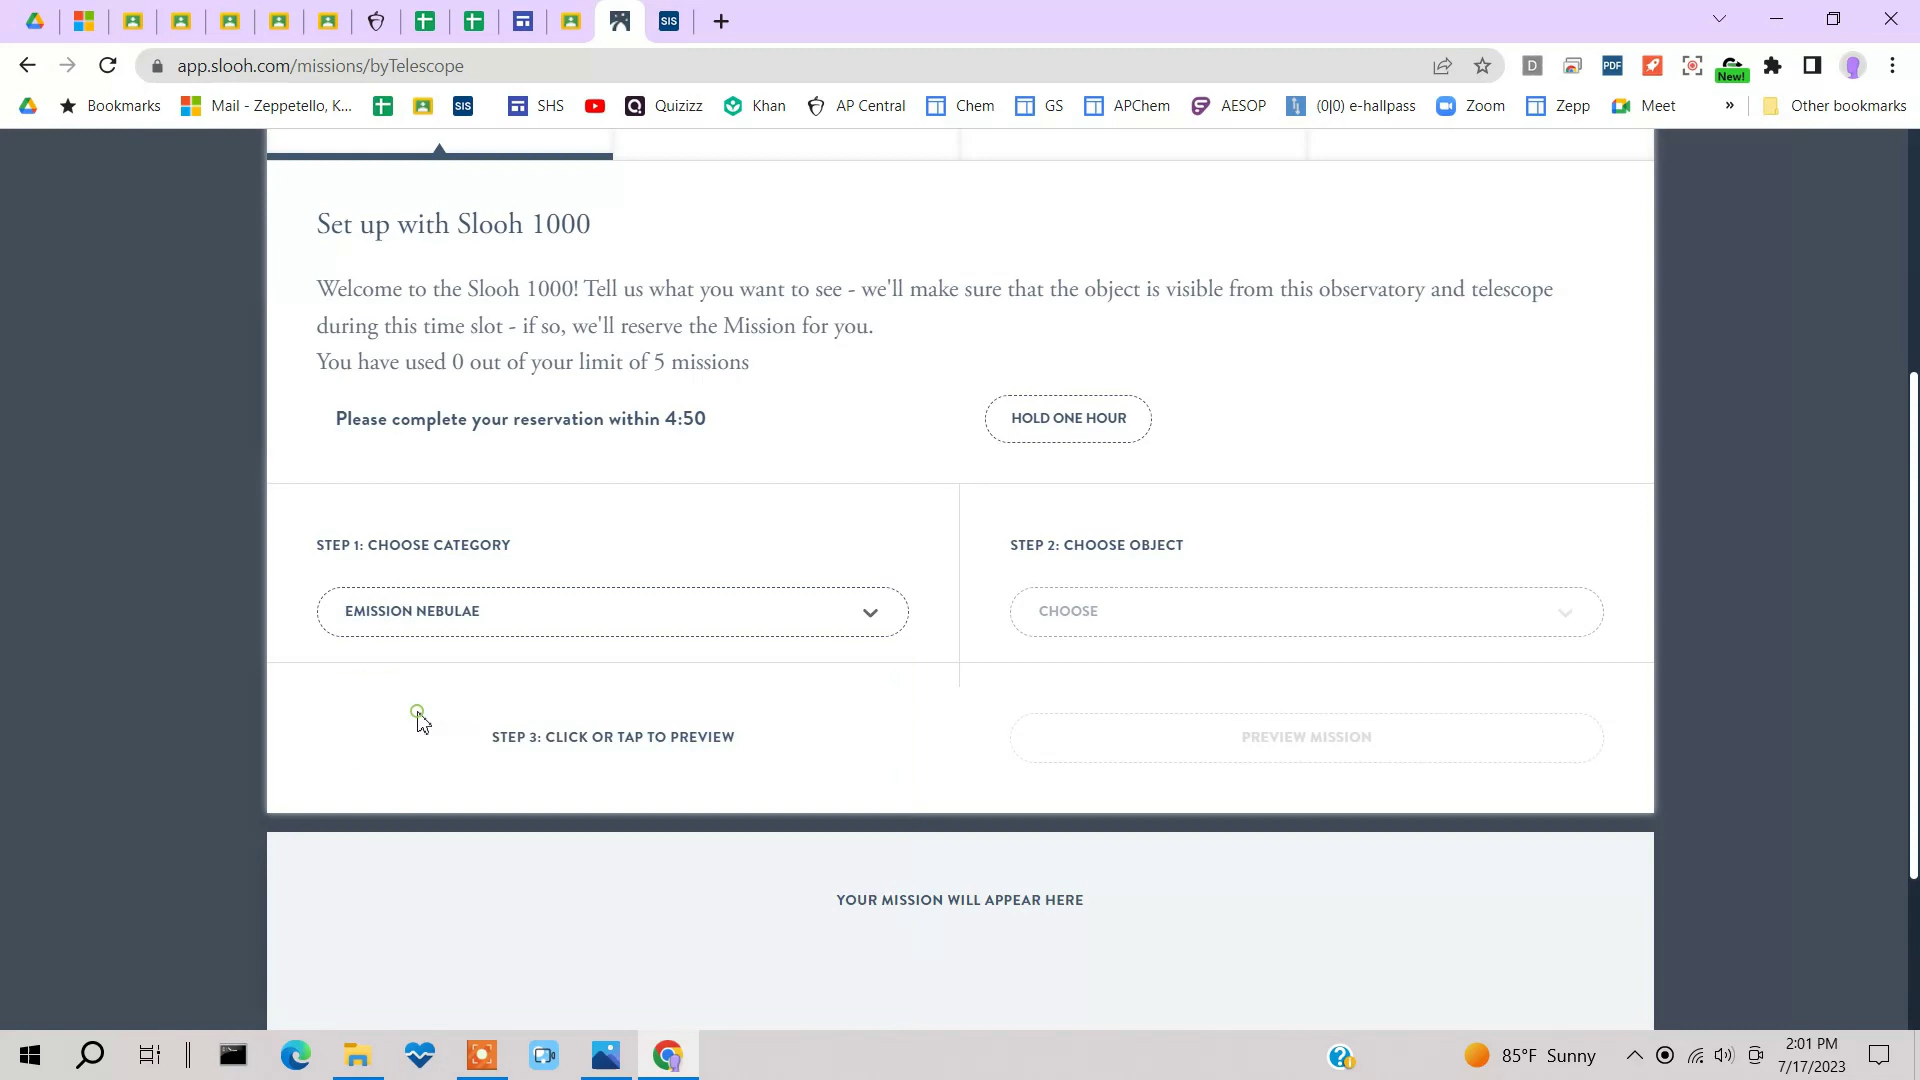 SIS
app.slooh.com/missions/byTelescope
D
PDF
New!
Bookmarks
Mail - Zeppetello, K...
SIS
SHS
Quizizz
Khan
AP Central
Chem
GS
APChem
AESOP
(0|0) e-hallpass
Zoom
Zepp
Meet
»
Other bookmarks
Set up with Slooh 1000
Welcome to the Slooh 1000! Tell us what you want to see - we'll make sure that the object is visible from this observatory and telescope
during this time slot - if so, we'll reserve the Mission for you.
You have used 0 out of your limit of 5 missions
Please complete your reservation within 4:50
HOLD ONE HOUR
STEP 1: CHOOSE CATEGORY
STEP 2: CHOOSE OBJECT
EMISSION NEBULAE
CHOOSE
STEP 3: CLICK OR TAP TO PREVIEW
PREVIEW MISSION
YOUR MISSION WILL APPEAR HERE
85°F Sunny
2:01 PM
7/17/2023